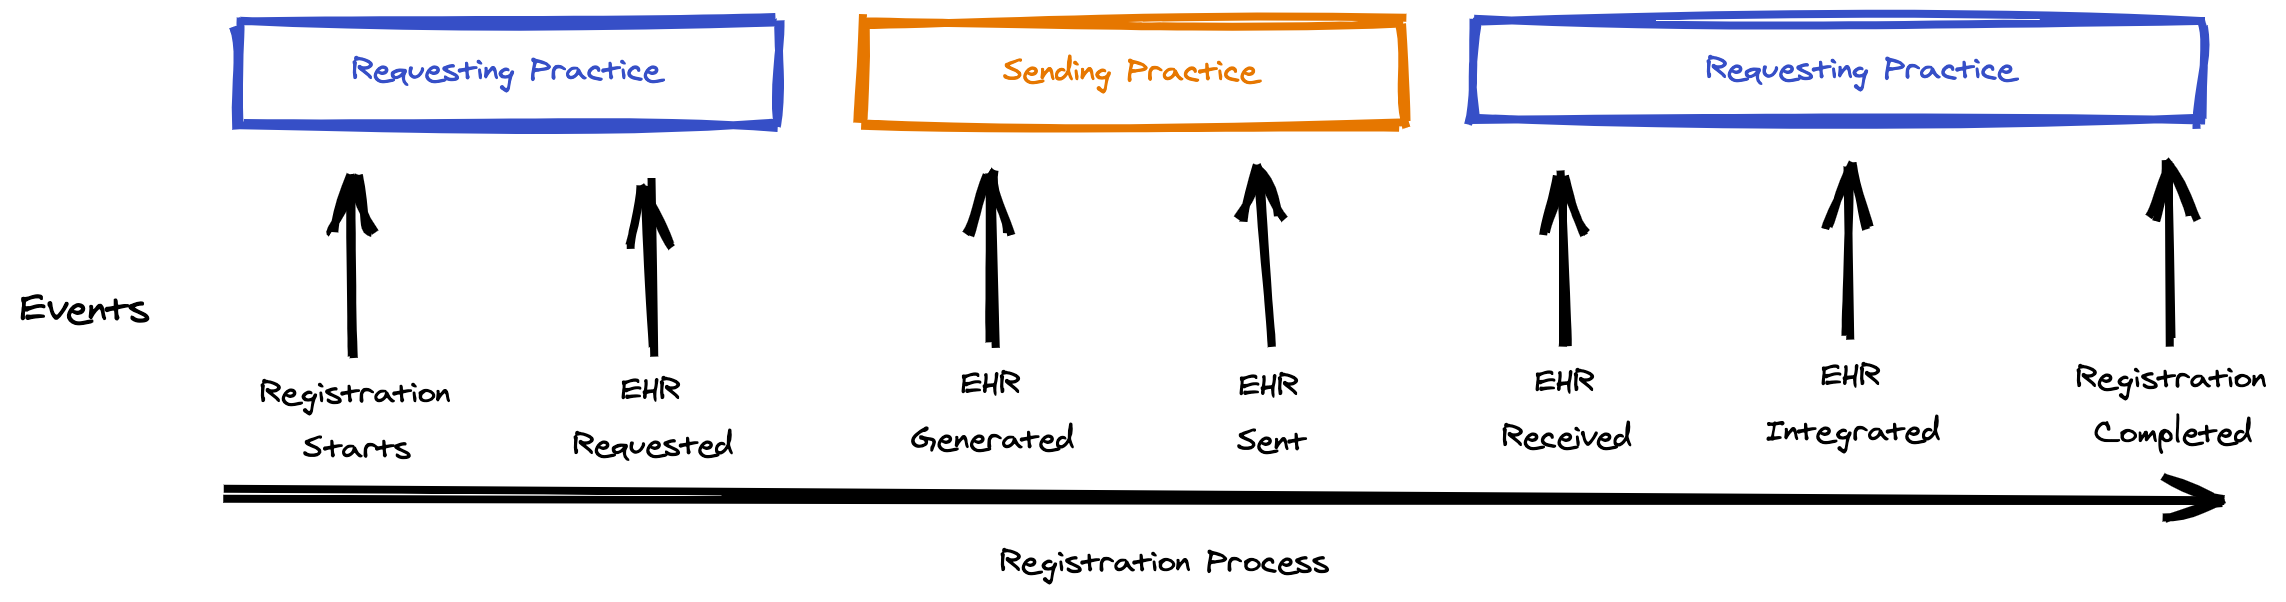 Requesting Practice
Sending Practice
Requesting Practice
Events
Registration
Starts
EHR
Requested
EHR
Generated
EHR
Sent
EHR
Received
EHR
Integrated
Registration
Completed
Registration Process